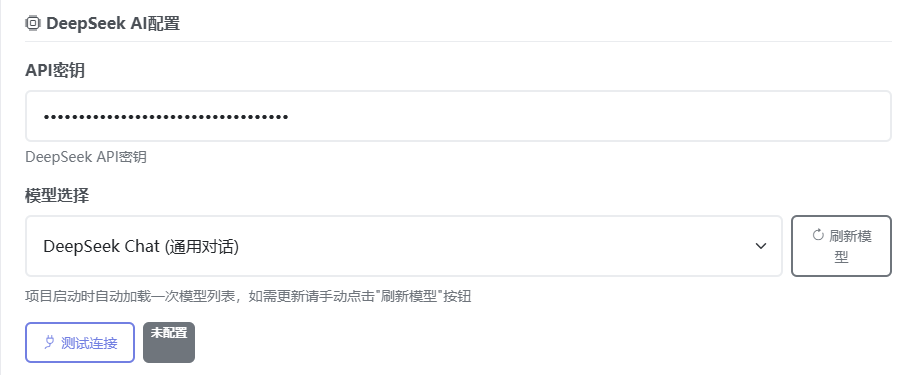 DeepSeek AI配置
API密钥
•••••••••••••••••••••••••••••••••••
DeepSeek API密钥
模型选择
DeepSeek Chat (通用对话)
刷新模
型
项目启动时自动加载一次模型列表，如需更新请手动点击"刷新模型"按钮
测试连接
未配置